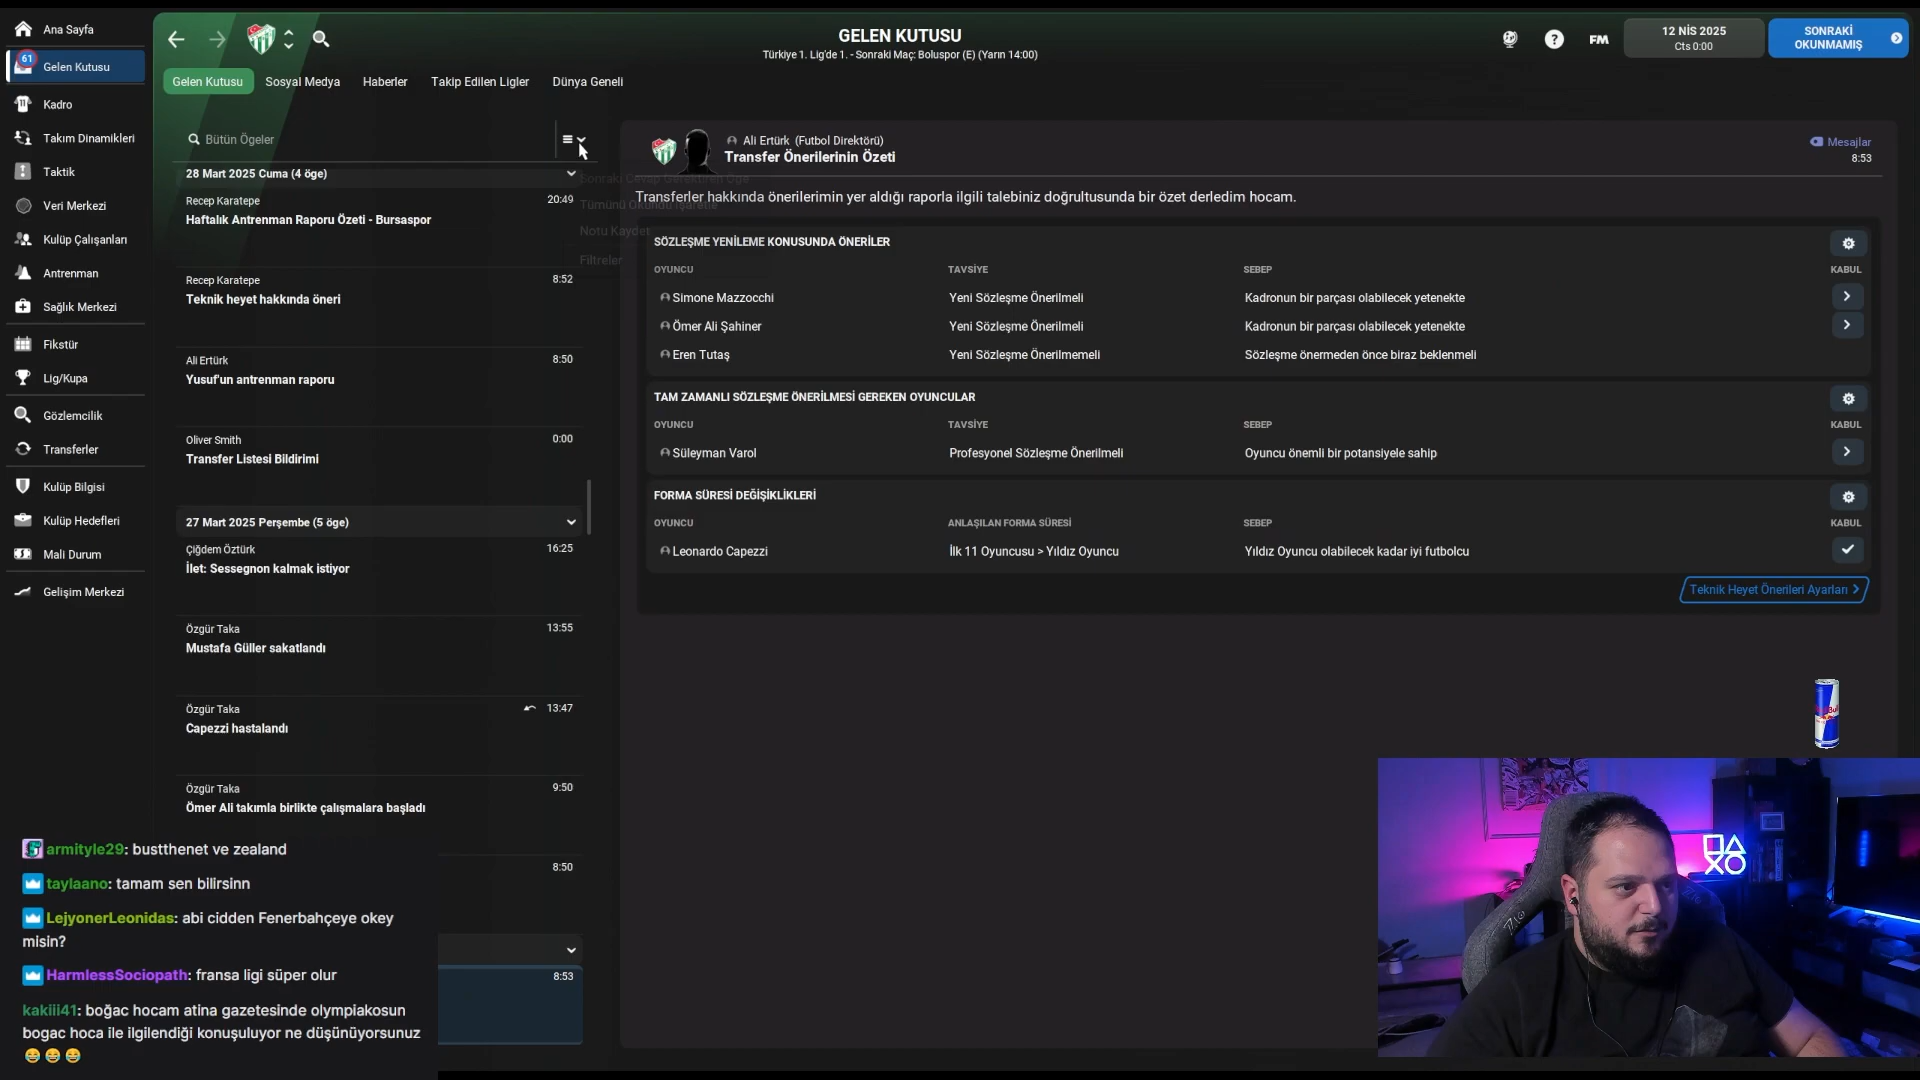 Ana Sayfa
61
Gelen Kutusu
Kadro
Takım Dinamikleri
Taktik
Veri Merkezi
Kulüp Çalışanları
Antrenman
Sağlık Merkezi
Fikstür
Lig/Kupa
Gözlemcilik
Transferler
Kulüp Bilgisi
Kulüp Hedefleri
Mali Durum
Gelişim Merkezi
GELEN KUTUSU
Türkiye 1. Lig'de 1. - Sonraki Maç: Boluspor (E) (Yarın 14:00)
FM
12 NİS 2025
Cts 0:00
SONRAKİ
OKUNMAMIŞ
Gelen Kutusu Sosyal Medya Haberler Takip Edilen Ligler Dünya Geneli
Bütün Ögeler
28 Mart 2025 Cuma (4 öge)
Recep Karatepe 20:49
Haftalık Antrenman Raporu Özeti - Bursaspor
Recep Karatepe 8:52
Teknik heyet hakkında öneri
Ali Ertürk 8:50
Yusuf'un antrenman raporu
Oliver Smith 0:00
Transfer Listesi Bildirimi
27 Mart 2025 Perşembe (5 öge)
Çiğdem Öztürk 16:25
İlet: Sessegnon kalmak istiyor
Özgür Taka 13:55
Mustafa Güller sakatlandı
Özgür Taka 13:47
Capezzi hastalandı
Özgür Taka 9:50
Ömer Ali takımla birlikte çalışmalara başladı
8:50
8:53
Sonraki Cevap Gerektiren Öge
Tümünü Okundu İşaretle
Notu Kaydet
Filtreler
Ali Ertürk (Futbol Direktörü)
Transfer Önerilerinin Özeti
Mesajlar
8:53
Transferler hakkında önerilerimin yer aldığı raporla ilgili talebiniz doğrultusunda bir özet derledim hocam.
SÖZLEŞME YENİLEME KONUSUNDA ÖNERİLER
OYUNCU TAVSİYE SEBEP KABUL
Simone Mazzocchi Yeni Sözleşme Önerilmeli Kadronun bir parçası olabilecek yetenekte
Ömer Ali Şahiner Yeni Sözleşme Önerilmeli Kadronun bir parçası olabilecek yetenekte
Eren Tutaş Yeni Sözleşme Önerilmemeli Sözleşme önermeden önce biraz beklenmeli
TAM ZAMANLI SÖZLEŞME ÖNERİLMESİ GEREKEN OYUNCULAR
OYUNCU TAVSİYE SEBEP KABUL
Süleyman Varol Profesyonel Sözleşme Önerilmeli Oyuncu önemli bir potansiyele sahip
FORMA SÜRESİ DEĞİŞİKLİKLERİ
OYUNCU ANLAŞILAN FORMA SÜRESİ SEBEP KABUL
Leonardo Capezzi İlk 11 Oyuncusu > Yıldız Oyuncu Yıldız Oyuncu olabilecek kadar iyi futbolcu
Teknik Heyet Önerileri Ayarları
armityle29: bustthenet ve zealand
taylaano: tamam sen bilirsinn
LejyonerLeonidas: abi cidden Fenerbahçeye okey
misin?
HarmlessSociopath: fransa ligi süper olur
kakiii41: boğac hocam atina gazetesinde olympiakosun
bogac hoca ile ilgilendiği konuşuluyor ne düşünüyorsunuz
😂 😂 😂